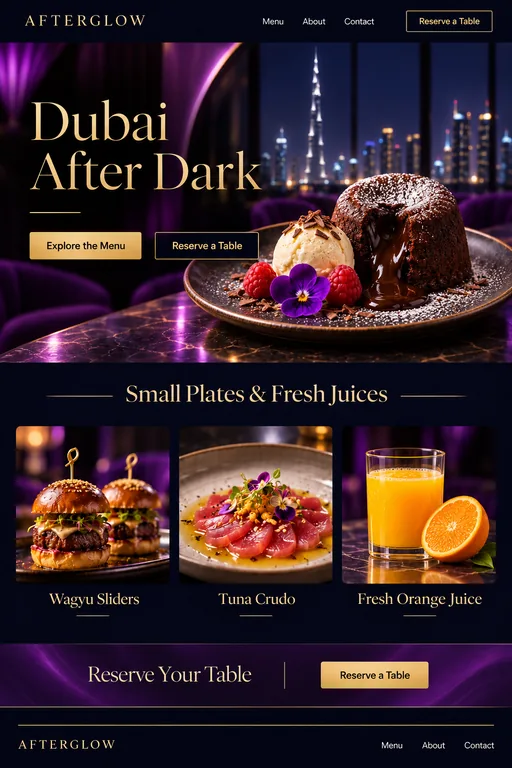 AFTERGLOW
Menu About Contact Reserve a Table
Dubai
After Dark
Explore the Menu Reserve a Table
Small Plates & Fresh Juices
Wagyu Sliders Tuna Crudo Fresh Orange Juice
Reserve Your Table Reserve a Table
AFTERGLOW
Menu About Contact